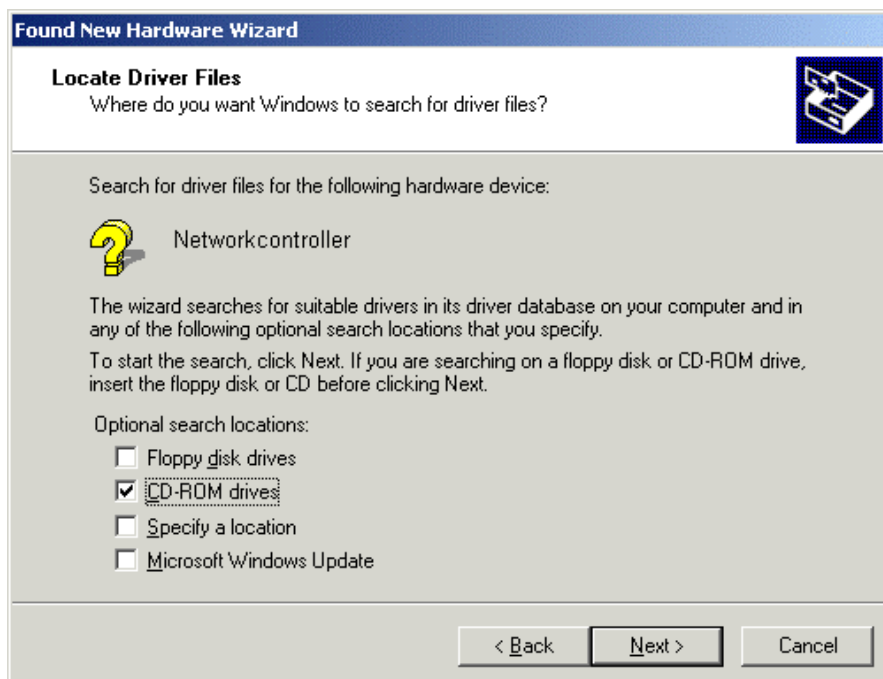 Found New Hardware Wizard
Locate Driver Files
Where do you want Windows to search for driver files?
Search for driver files for the following hardware device:
Networkcontroller
The wizard searches for suitable drivers in its driver database on your computer and in
any of the following optional search locations that you specify.
To start the search, click Next. If you are searching on a floppy disk or CD-ROM drive,
insert the floppy disk or CD before clicking Next.
Optional search locations:
Floppy disk drives
CD-ROM drives
Specify a location
Microsoft Windows Update
< Back Next > Cancel